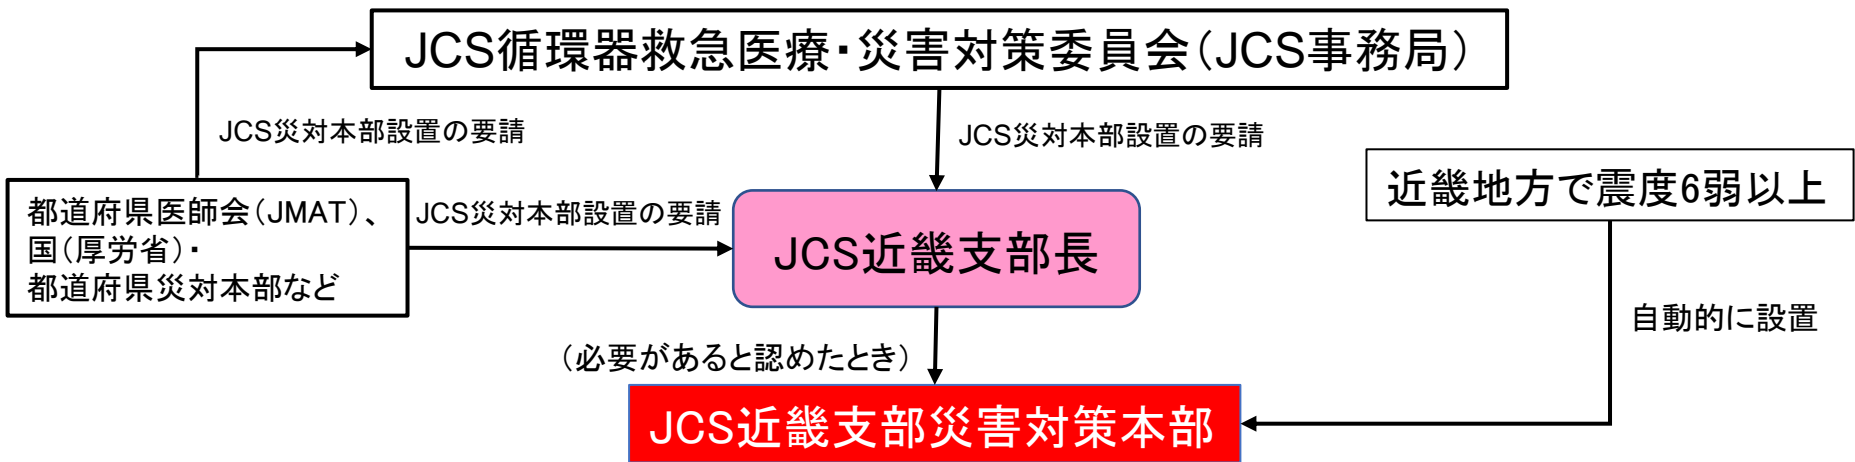 JCS循環器救急医療・災害対策委員会（JCS事務局）
JCS災対本部設置の要請
JCS災対本部設置の要請
近畿地方で震度6弱以上
都道府県医師会（JMAT）、
国（厚労省）・
都道府県災対本部など
JCS災対本部設置の要請
JCS近畿支部長
自動的に設置
（必要があると認めたとき）
JCS近畿支部災害対策本部